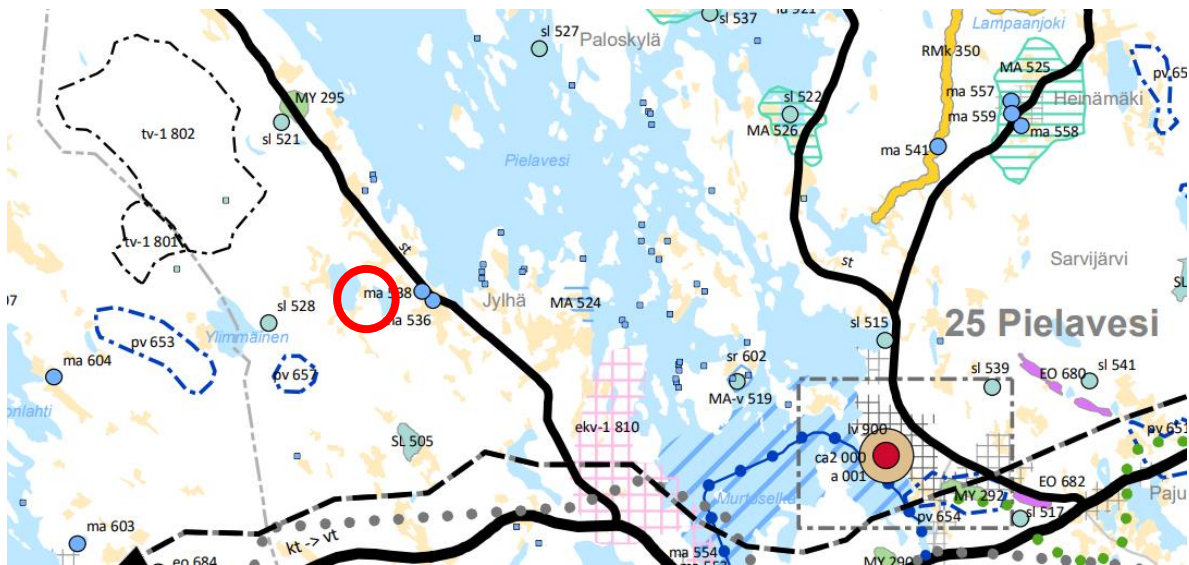 sl 527
sl 537
Lampaanjoki
Paloskylä
RMk 350
MA 525
tv-1 802
MY 295
sl 522
ma 557
Heinämäki
sl 521
MA 526
ma 559
ma 558
Pielavesi
ma 541
tv-1 801
st
st
Sarvijärvi
ma 538
Jylhä
MA 524
sl 528
ma 536
sl 515
25 Pielavesi
pv 653
Ylimmäinen
ma 604
pv 657
sr 602
sl 539
EO 680
sl 541
MA-v 519
ekv-1 810
lv 900
pv 651
SL 505
ca2 000
a 001
EO 682
MY 292
Murtoselkä
sl 517
pv 654
ma 603
kt -> vt
ma 554
MY 290
eo 684